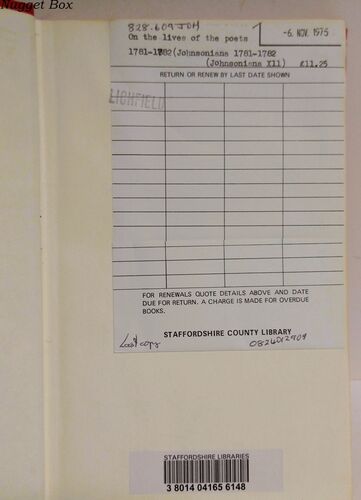 Nugget Box
828.609 JOH
On the lives of the poets
-6. NOV. 1975
1781-1782(Johnsoniana 1781-1782
(Johnsoniana XII) £11.25
RETURN OR RENEW BY LAST DATE SHOWN
LICHFIELD
FOR RENEWALS QUOTE DETAILS ABOVE AND DATE
DUE FOR RETURN. A CHARGE IS MADE FOR OVERDUE
BOOKS.
STAFFORDSHIRE COUNTY LIBRARY
Last copy
0824012909
STAFFORDSHIRE LIBRARIES
3 8014 04165 6148